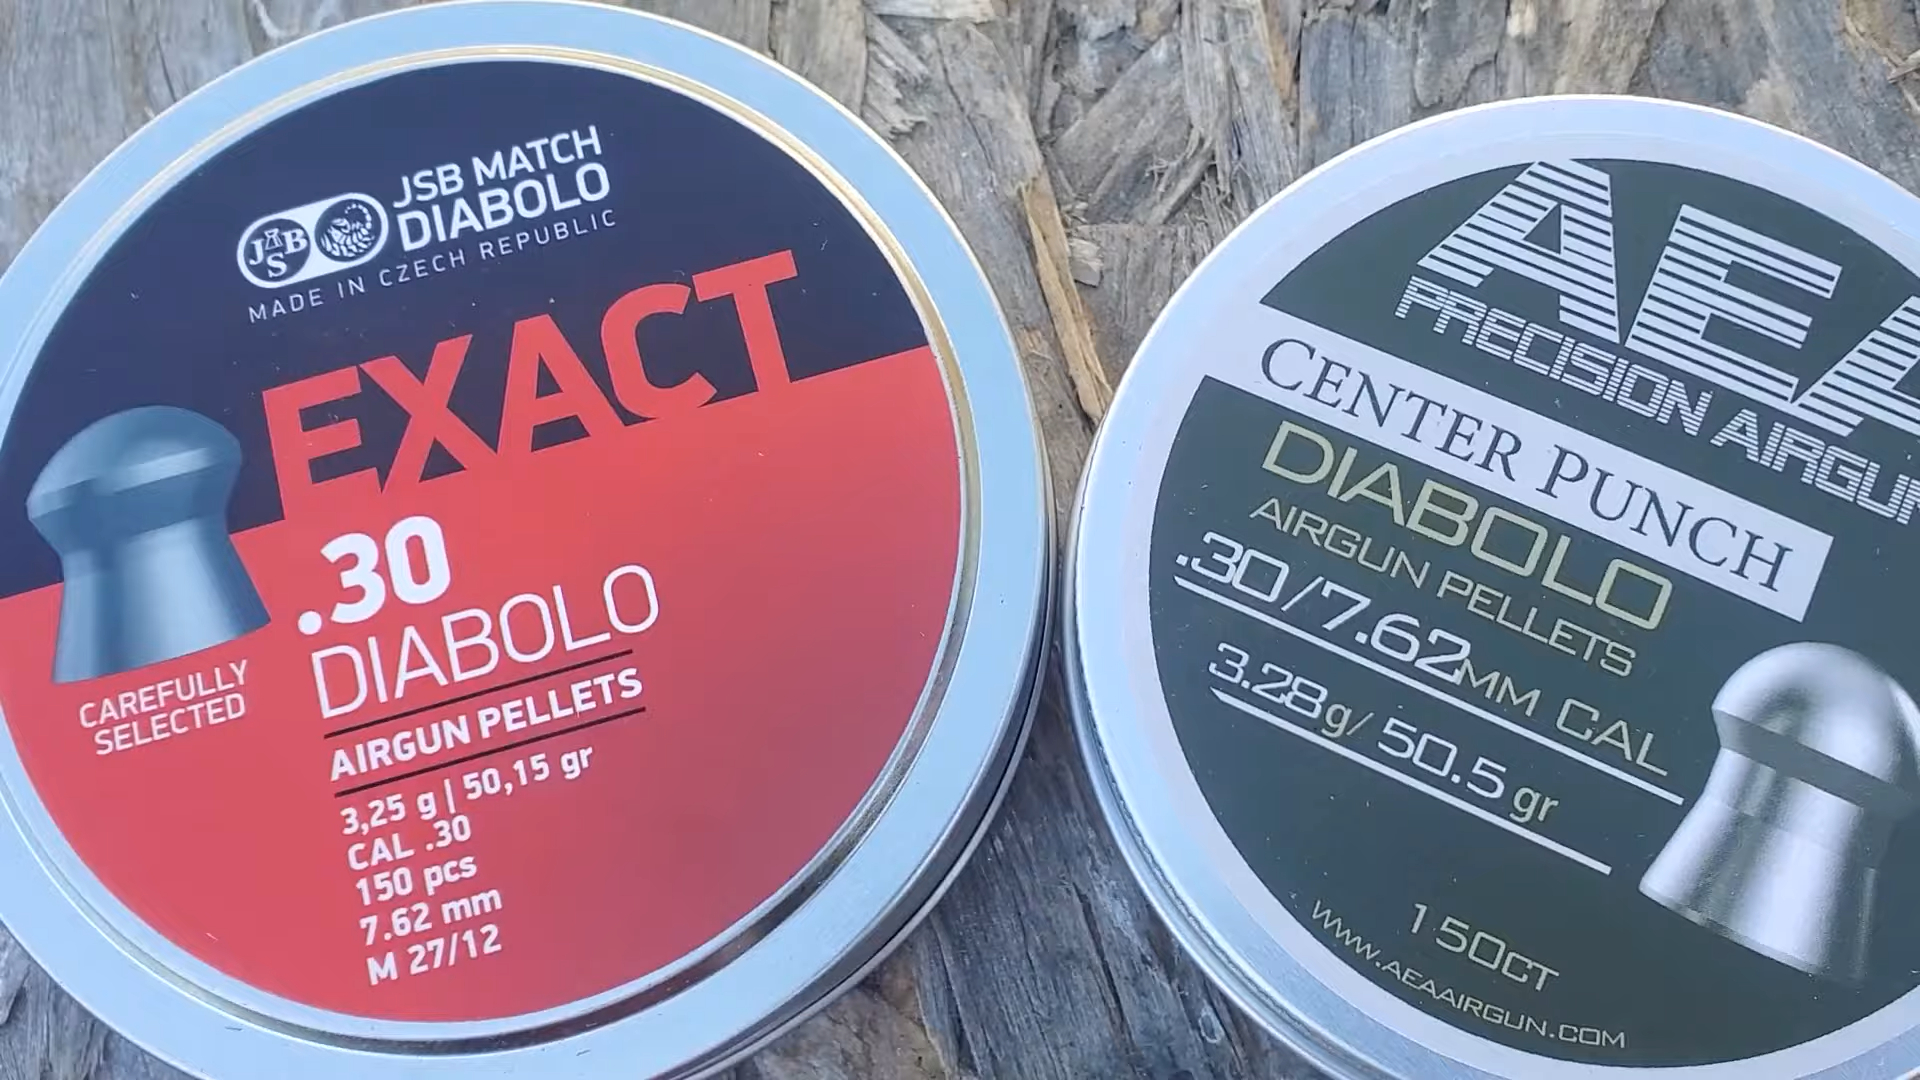 JSB
JSB MATCH
DIABOLO
MADE IN CZECH REPUBLIC
EXACT
.30
DIABOLO
AIRGUN PELLETS
CAREFULLY
SELECTED
3,25 g | 50,15 gr
CAL .30
150 pcs
7.62 mm
M 27/12
AEA
PRECISION AIRGUN
CENTER PUNCH
DIABOLO
AIRGUN PELLETS
.30/7.62MM CAL
3.28g/ 50.5 gr
150CT
WWW.AEAAIRGUN.COM